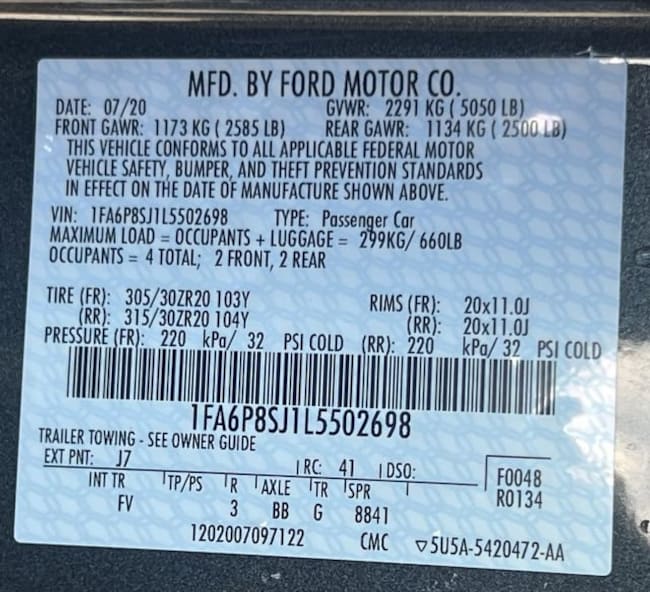 MFD. BY FORD MOTOR CO.
DATE: 07/20 GVWR: 2291 KG ( 5050 LB)
FRONT GAWR: 1173 KG ( 2585 LB) REAR GAWR: 1134 KG ( 2500 LB)
THIS VEHICLE CONFORMS TO ALL APPLICABLE FEDERAL MOTOR
VEHICLE SAFETY, BUMPER, AND THEFT PREVENTION STANDARDS
IN EFFECT ON THE DATE OF MANUFACTURE SHOWN ABOVE.
VIN: 1FA6P8SJ1L5502698 TYPE: Passenger Car
MAXIMUM LOAD = OCCUPANTS + LUGGAGE = 299KG/ 660LB
OCCUPANTS = 4 TOTAL; 2 FRONT, 2 REAR
TIRE (FR): 305/30ZR20 103Y RIMS (FR): 20x11.0J
(RR): 315/30ZR20 104Y (RR): 20x11.0J
PRESSURE (FR): 220 kPa/ 32 PSI COLD (RR): 220 kPa/ 32 PSI COLD
1FA6P8SJ1L5502698
TRAILER TOWING - SEE OWNER GUIDE
EXT PNT: J7 RC: 41 DSO: F0048
INT TR TP/PS R AXLE TR SPR R0134
FV 3 BB G 8841
1202007097122 CMC ▽5U5A-5420472-AA